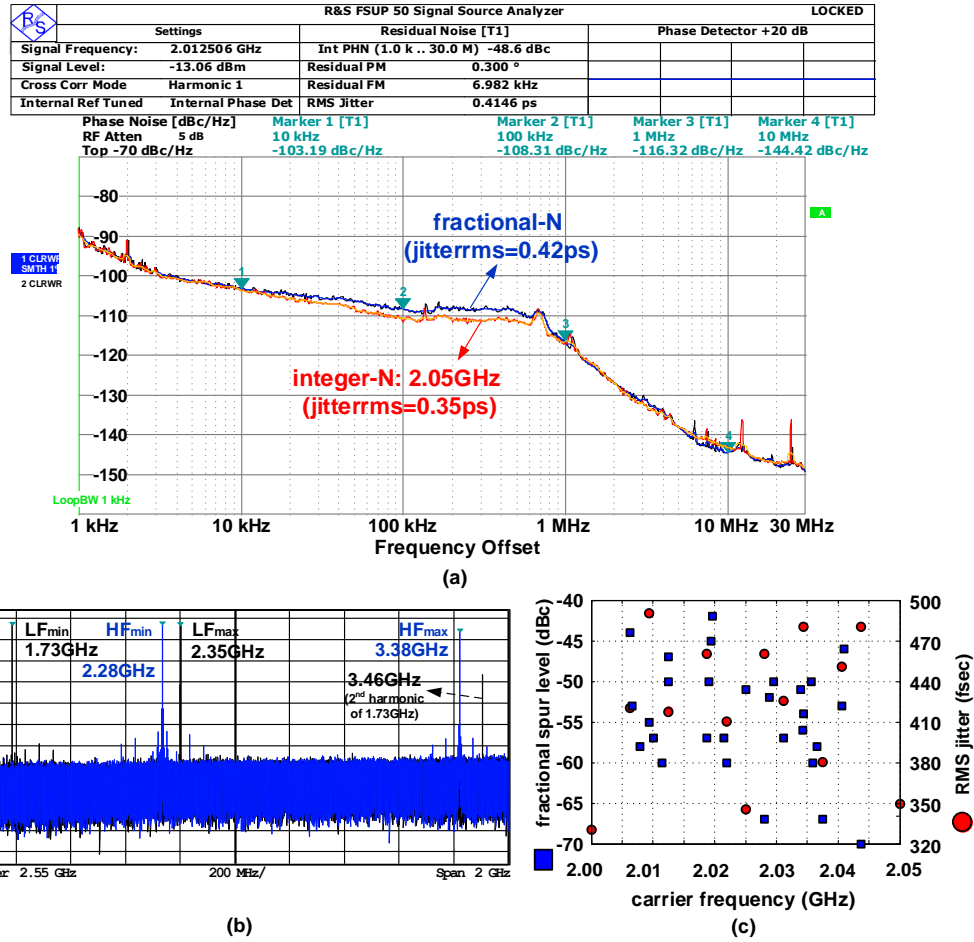 R&S
R&S FSUP 50 Signal Source Analyzer LOCKED
Settings Residual Noise [T1] Phase Detector +20 dB
Signal Frequency: 2.012506 GHz Int PHN (1.0 k .. 30.0 M) -48.6 dBc
Signal Level: -13.06 dBm Residual PM 0.300 °
Cross Corr Mode Harmonic 1 Residual FM 6.982 kHz
Internal Ref Tuned Internal Phase Det RMS Jitter 0.4146 ps
Phase Noise [dBc/Hz] Marker 1 [T1] Marker 2 [T1] Marker 3 [T1] Marker 4 [T1]
RF Atten 5 dB 10 kHz 100 kHz 1 MHz 10 MHz
Top -70 dBc/Hz -103.19 dBc/Hz -108.31 dBc/Hz -116.32 dBc/Hz -144.42 dBc/Hz
-80
A
fractional-N
-90
(jitterrms=0.42ps)
1 CLRWR
SMTH 1%
2 CLRWR
-100
1
2
-110
3
-120
integer-N: 2.05GHz
-130
(jitterrms=0.35ps)
-140
4
-150
LoopBW 1 kHz
1 kHz 10 kHz 100 kHz 1 MHz 10 MHz 30 MHz
Frequency Offset
(a)
LFmin HFmin LFmax HFmax
1.73GHz 2.35GHz 3.38GHz
2.28GHz
3.46GHz
(2nd harmonic
of 1.73GHz)
er 2.55 GHz 200 MHz/ Span 2 GHz
(b)
fractional spur level (dBc)
-40 500
-45 470
-50 440
-55 410
-60 380
-65 350
-70 320
RMS jitter (fsec)
2.00 2.01 2.02 2.03 2.04 2.05
carrier frequency (GHz)
(c)